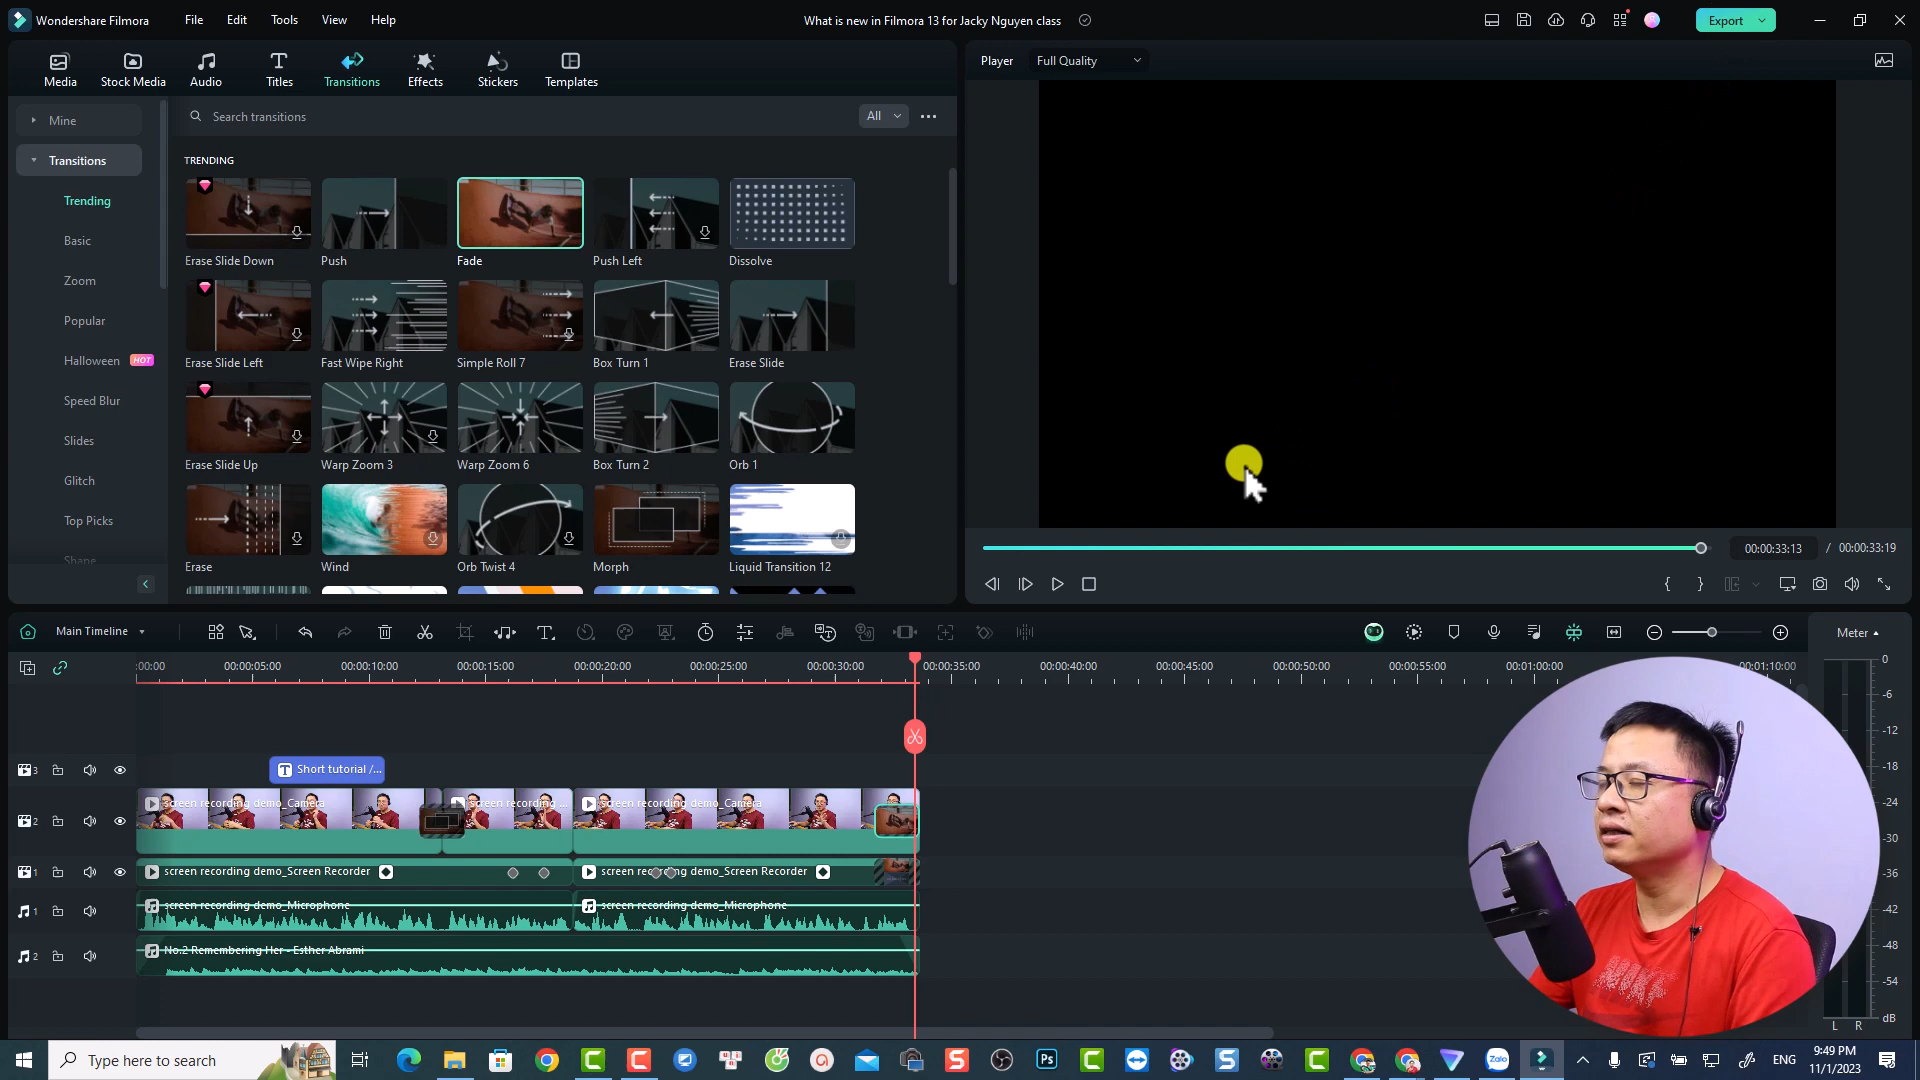 Wondershare Filmora
File Edit Tools View Help
What is new in Filmora 13 for Jacky Nguyen class
Export
Media Stock Media Audio Titles Transitions Effects Stickers Templates
Player Full Quality
Mine
Search transitions
All
Transitions
TRENDING
Trending
Basic
Zoom
Popular
Halloween HOT
Speed Blur
Slides
Glitch
Top Picks
Shape
Erase Slide Down Push Fade Push Left Dissolve
Erase Slide Left Fast Wipe Right Simple Roll 7 Box Turn 1 Erase Slide
Erase Slide Up Warp Zoom 3 Warp Zoom 6 Box Turn 2 Orb 1
Erase Wind Orb Twist 4 Morph Liquid Transition 12
00:00:33:13 / 00:00:33:19
Main Timeline
Meter
:00:00 00:00:05:00 00:00:10:00 00:00:15:00 00:00:20:00 00:00:25:00 00:00:30:00 00:00:35:00 00:00:40:00 00:00:45:00 00:00:50:00 00:00:55:00 00:01:00:00 00:01:10:00
0
-6
-12
-18
-24
-30
-36
-42
-48
-54
dB
L R
3
T Short tutorial /...
2
screen recording demo_Camera screen recording ... screen recording demo_Camera
1
screen recording demo_Screen Recorder screen recording demo_Screen Recorder
1
screen recording demo_Microphone screen recording demo_Microphone
2
No.2 Remembering Her - Esther Abrami
Type here to search
Ps
Zalo
ENG
9:49 PM
11/1/2023